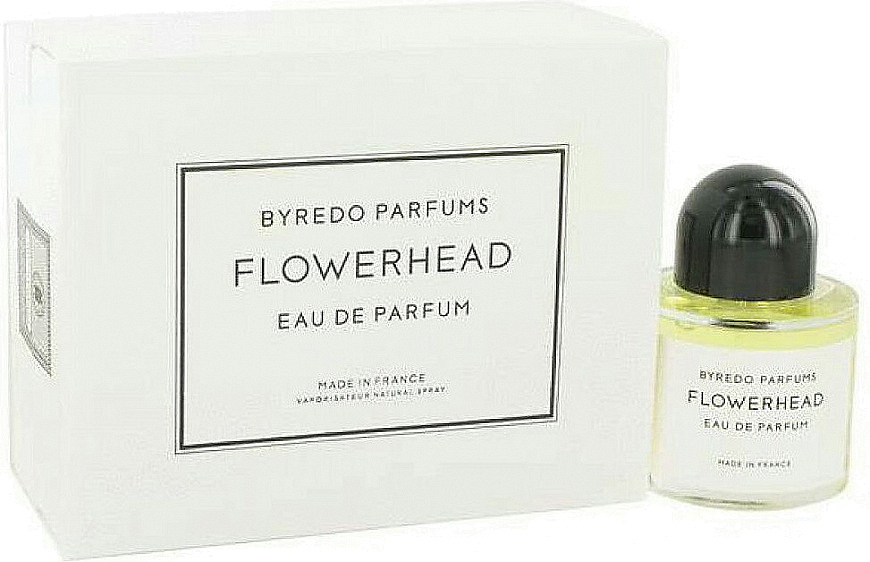 BYREDO PARFUMS
FLOWERHEAD
EAU DE PARFUM
MADE IN FRANCE
VAPORISATEUR NATURAL SPRAY
BYREDO PARFUMS
FLOWERHEAD
EAU DE PARFUM
MADE IN FRANCE